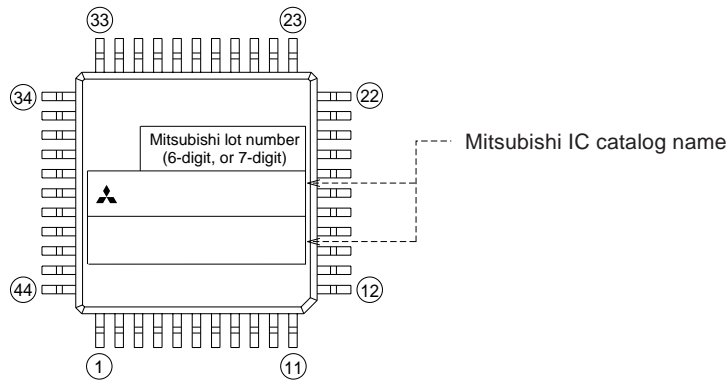 33 23
34 22
Mitsubishi lot number
(6-digit, or 7-digit)
Mitsubishi IC catalog name
44 12
1 11